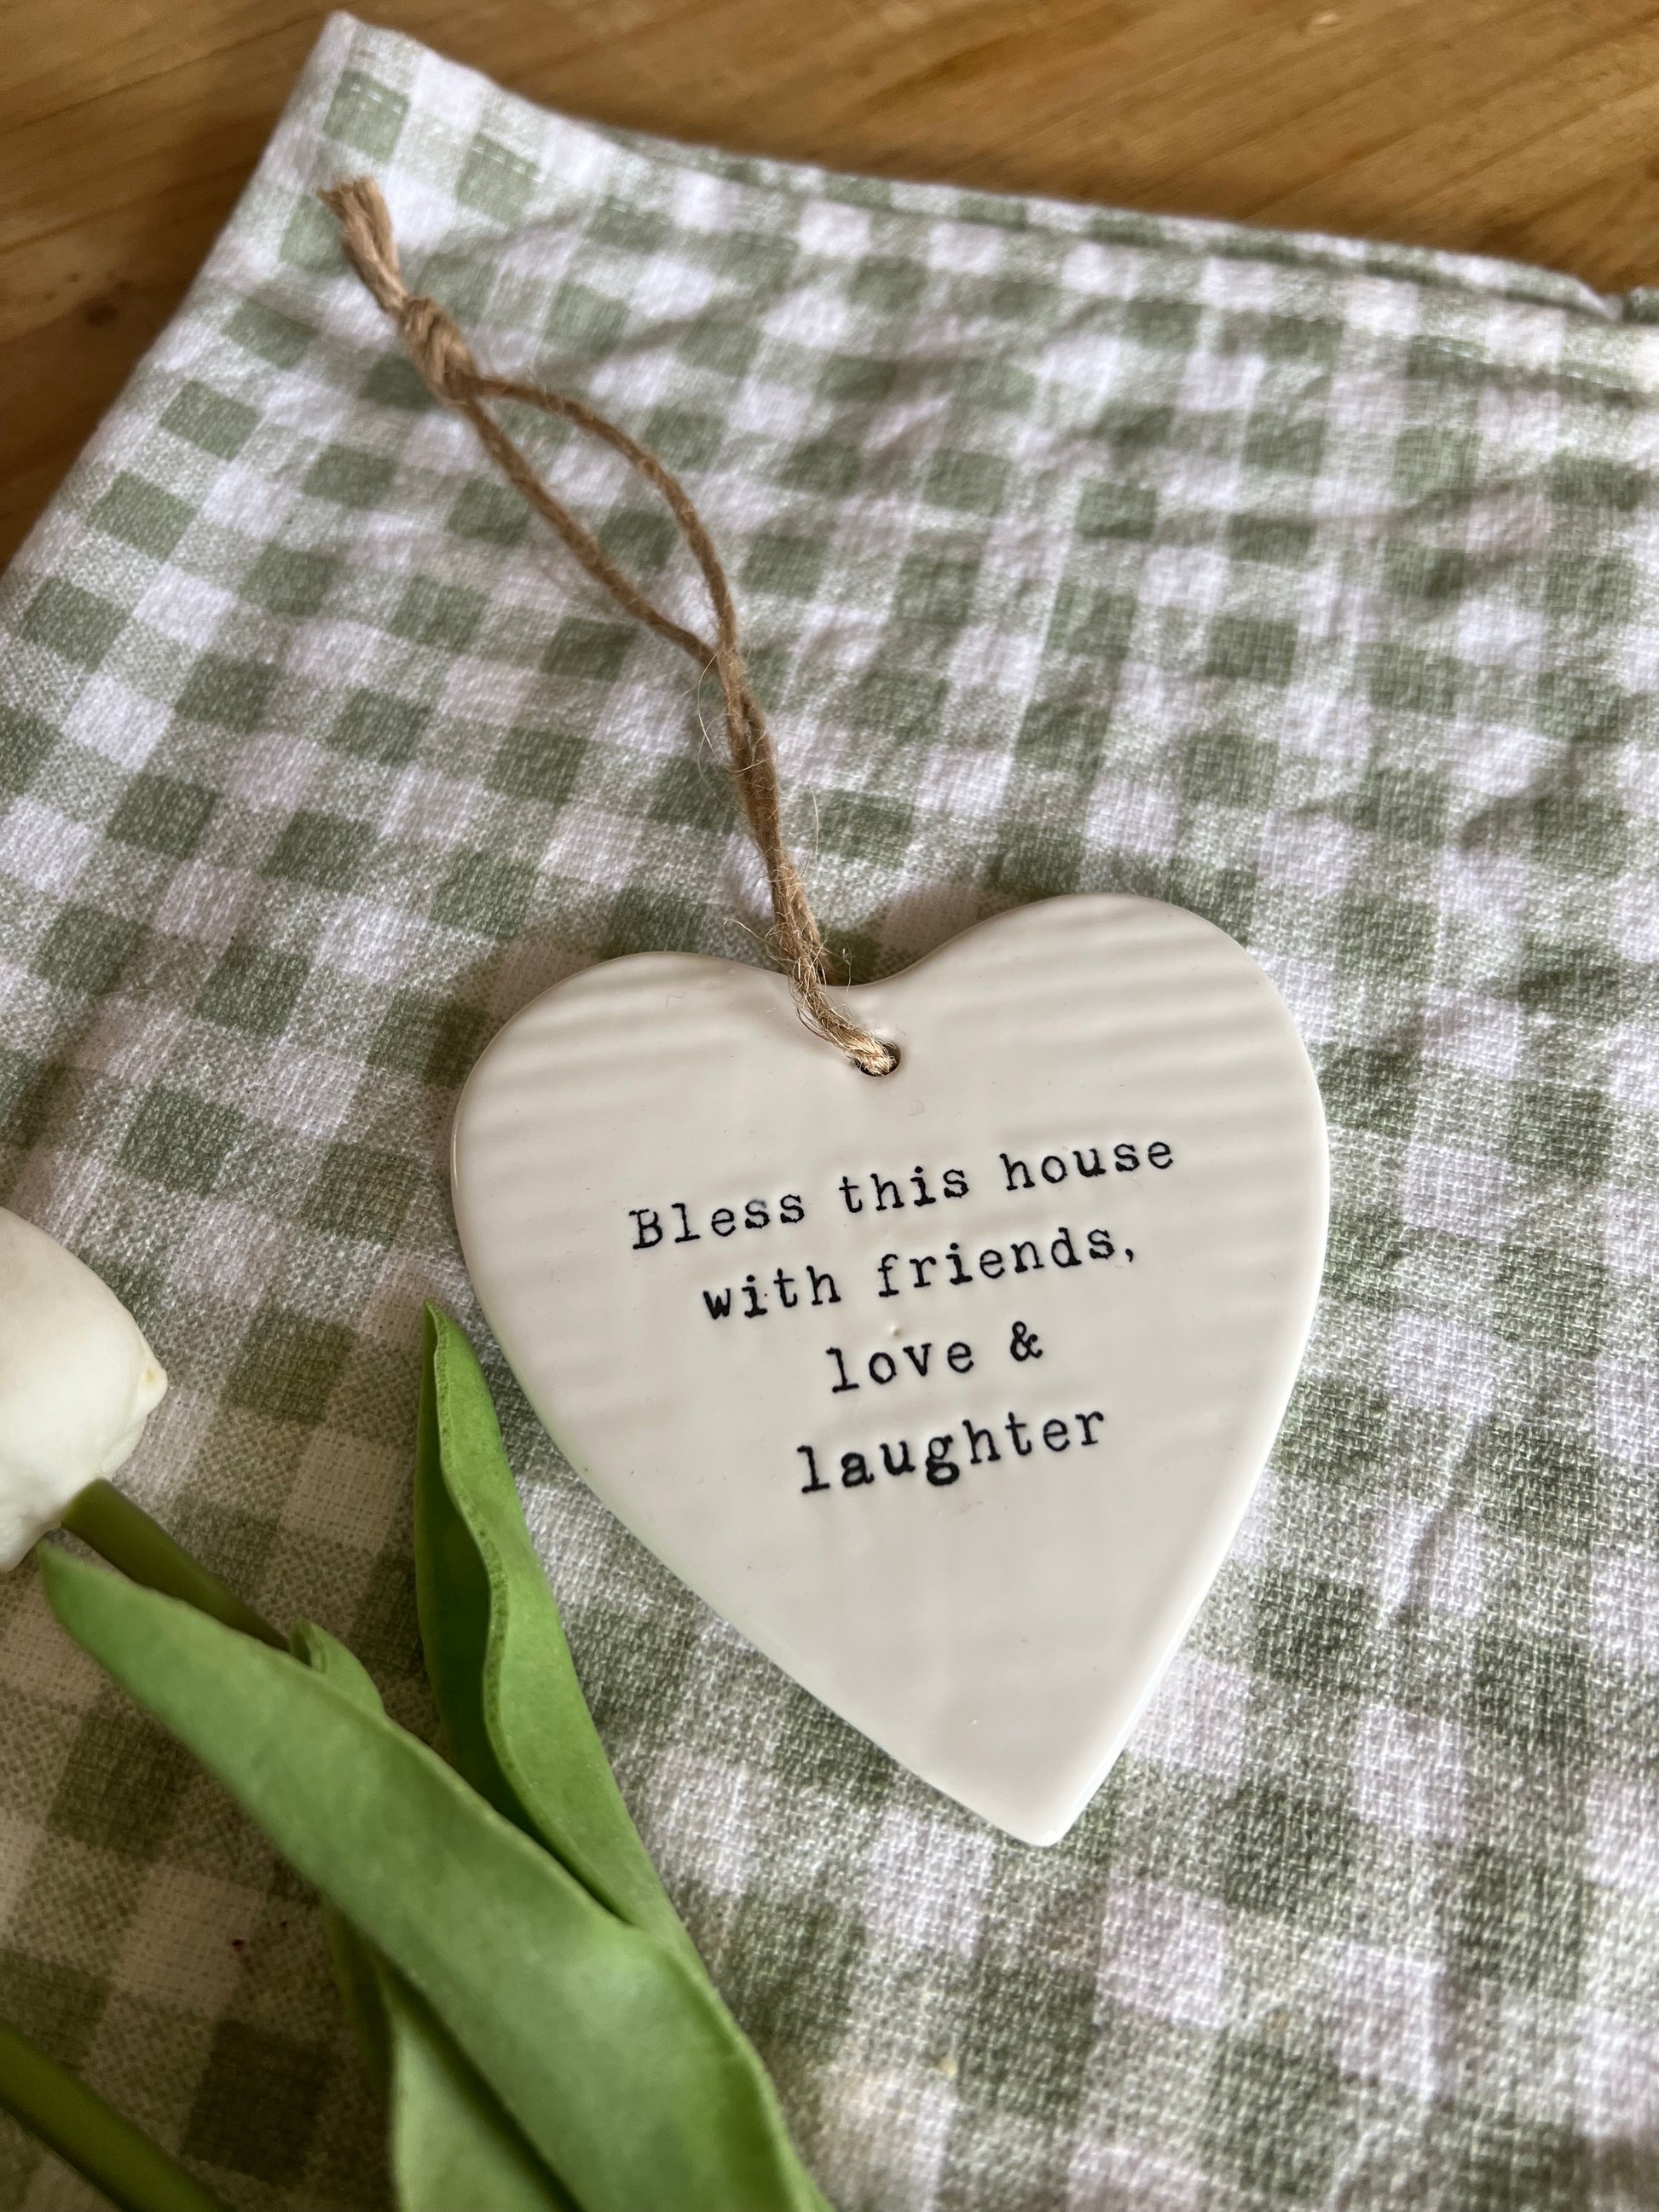 Bless this house
with friends,
love &
laughter